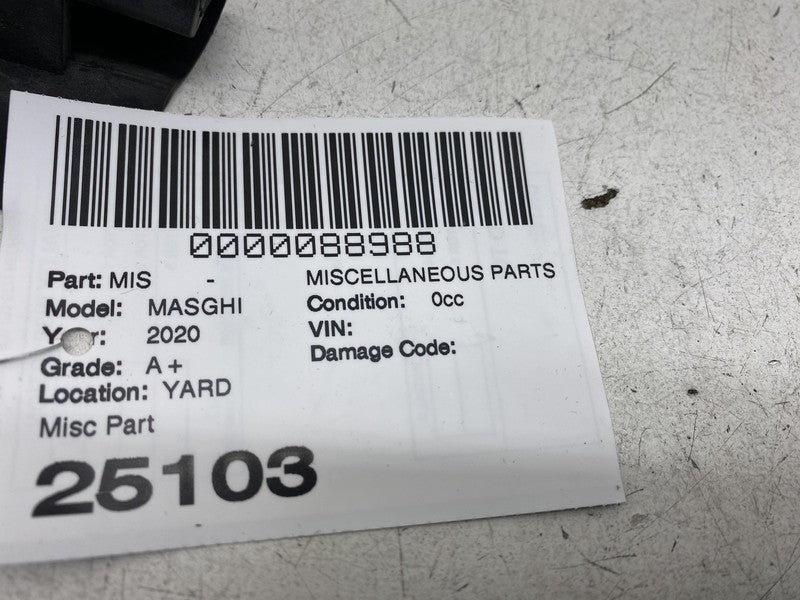 0000088988
Part: MIS - MISCELLANEOUS PARTS
Model: MASGHI Condition: 0cc
Year: 2020 VIN:
Grade: A+ Damage Code:
Location: YARD
Misc Part
25103